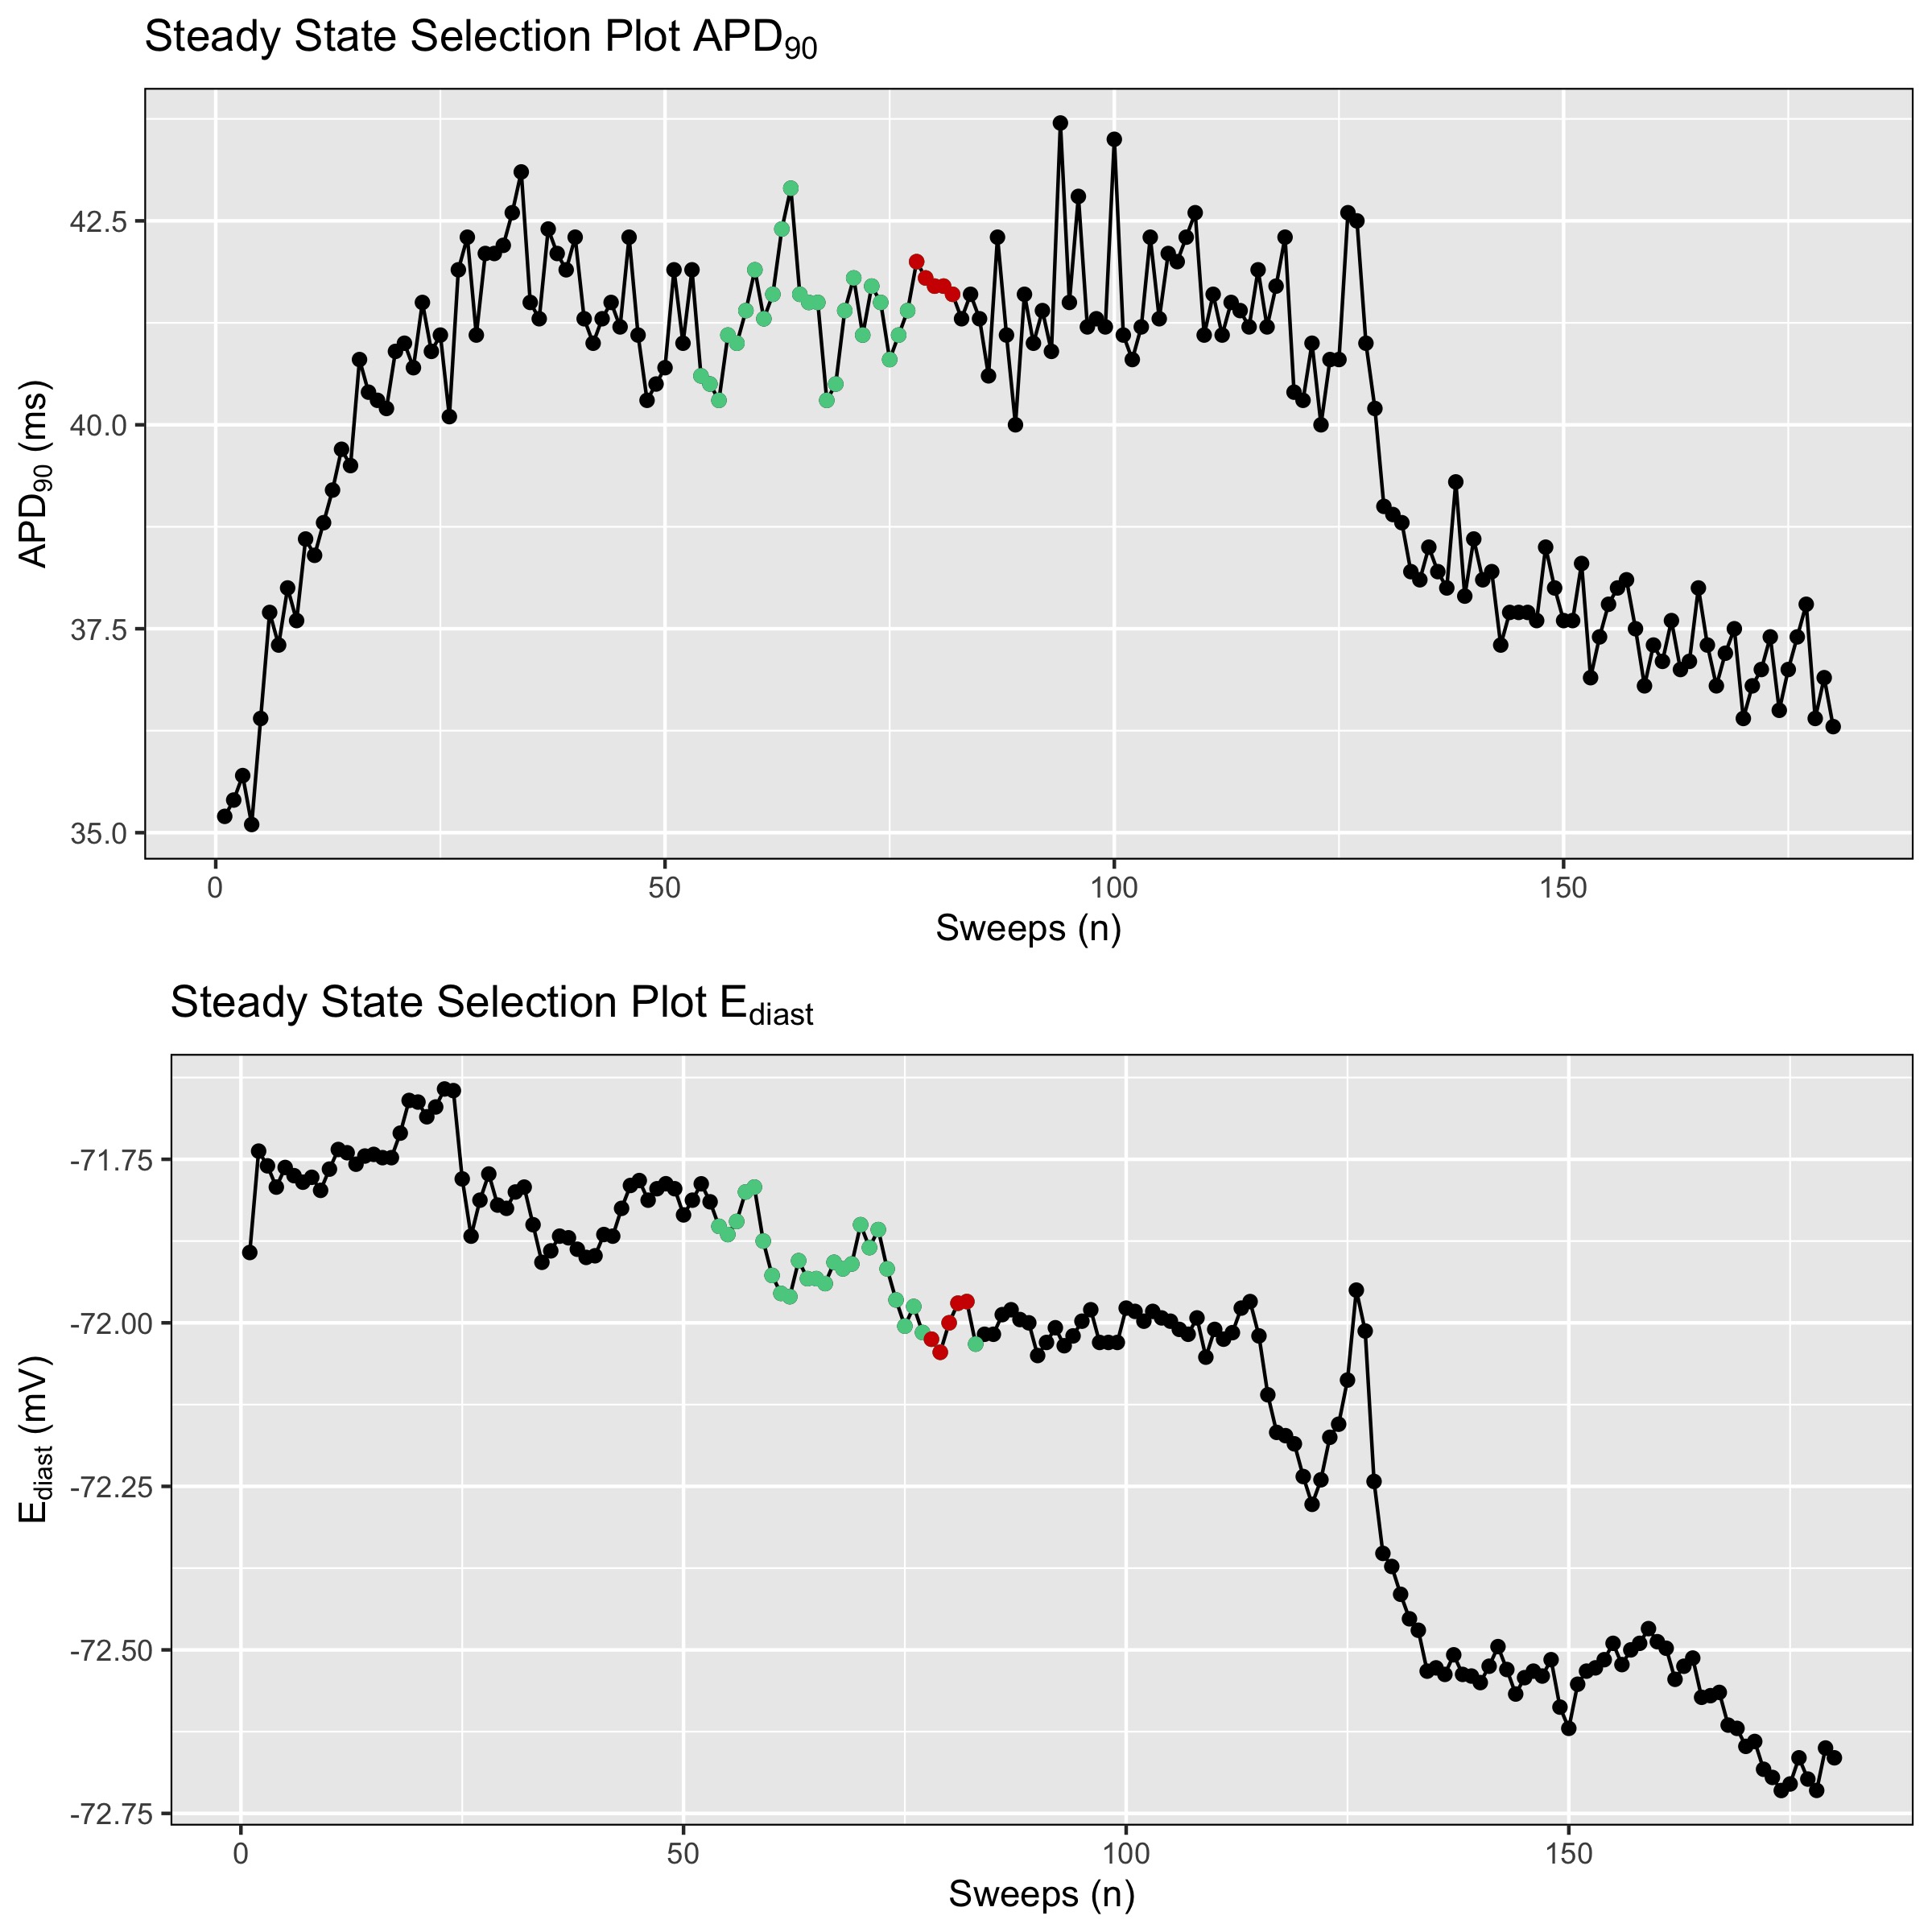 Steady State Selection Plot APD90
42.5
40.0
37.5
35.0
APD90 (ms)
0 50 100 150
Sweeps (n)
Steady State Selection Plot Ediast
-71.75
-72.00
-72.25
-72.50
-72.75
Ediast (mV)
0 50 100 150
Sweeps (n)